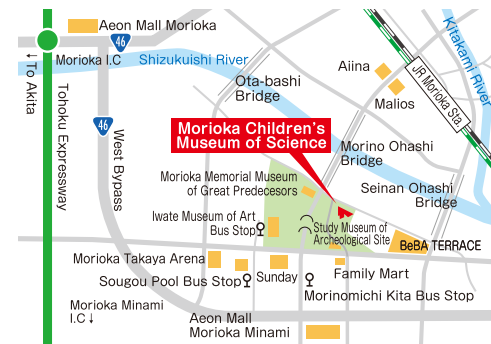 Aeon Mall Morioka
46
Morioka I.C
Shizukuishi River
Kitakami River
↓ To Akita
Tohoku Expressway
46
West Bypass
Ota-bashi
Bridge
Aiina
Malios
JR Morioka Sta.
Morioka Children's
Museum of Science
Morino Ohashi
Bridge
Morioka Memorial Museum
of Great Predecesors
Seinan Ohashi
Bridge
Iwate Museum of Art
Bus Stop
Study Museum of
Archeological Site
BeBA TERRACE
Morioka Takaya Arena
Sougou Pool Bus Stop
Sunday
Family Mart
Morinomichi Kita Bus Stop
Morioka Minami
I.C ↓
Aeon Mall
Morioka Minami